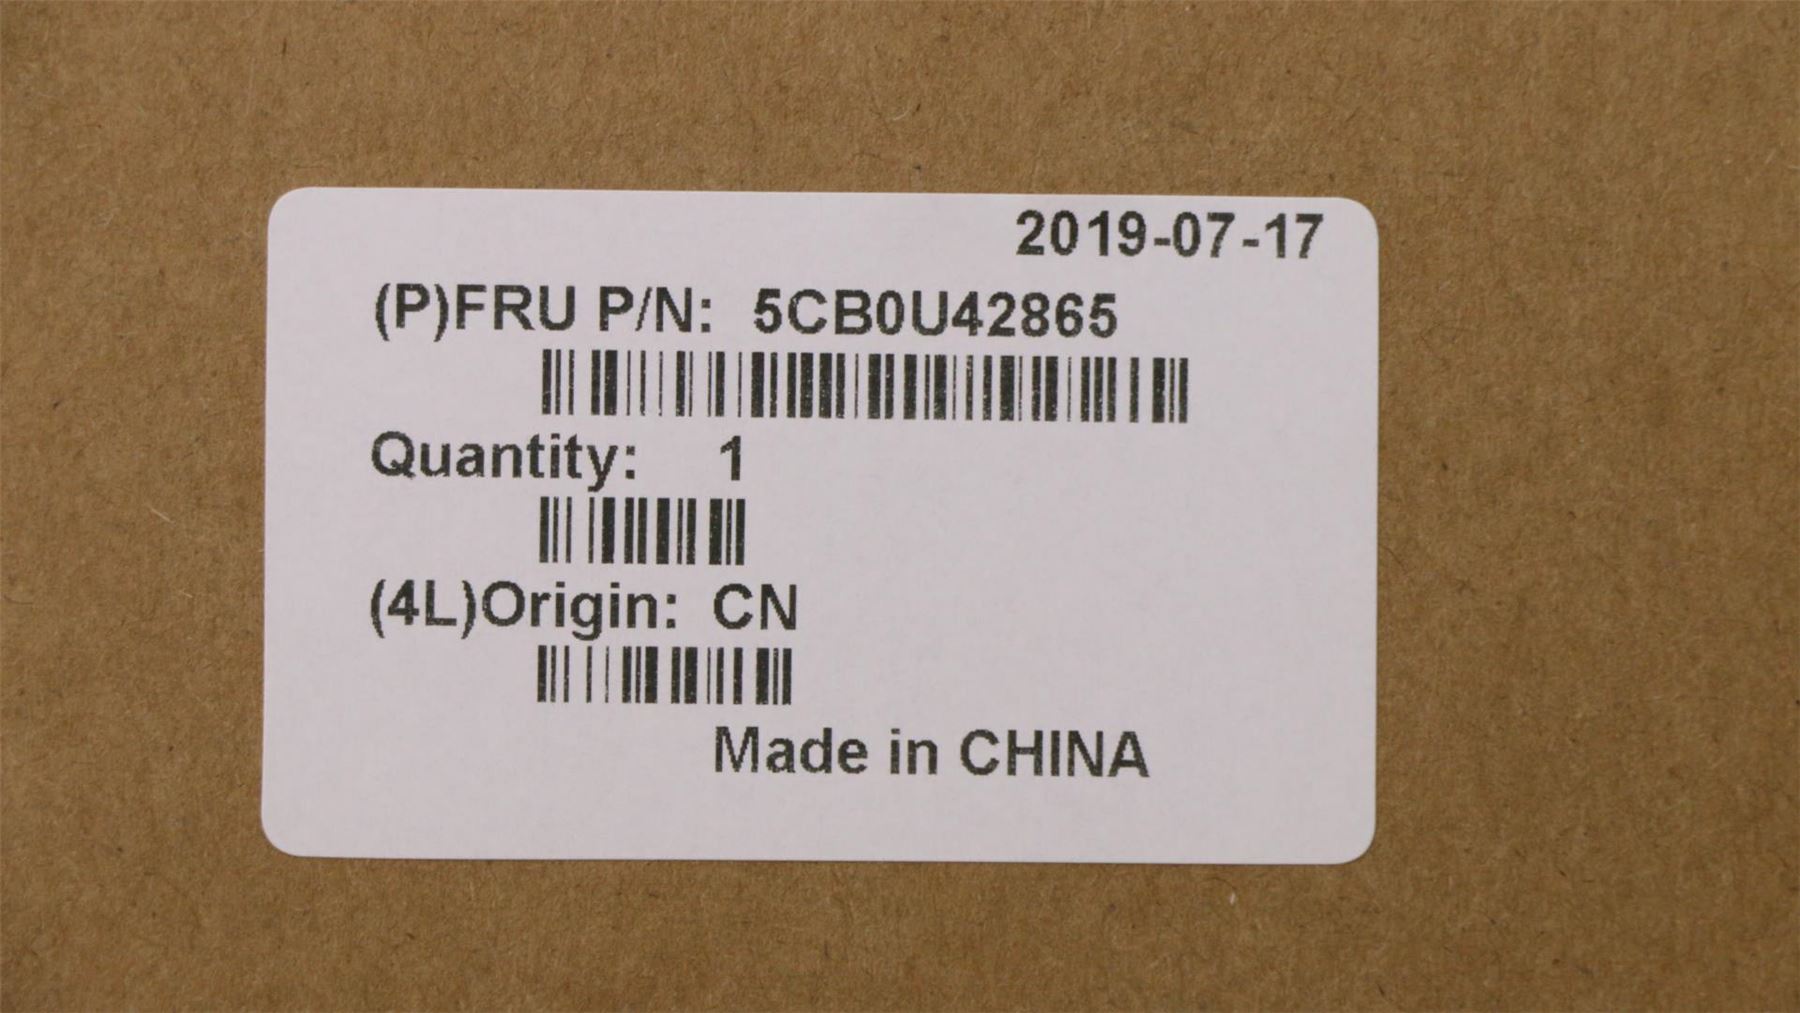 2019-07-17
(P)FRU P/N: 5CB0U42865
Quantity: 1
(4L)Origin: CN
Made in CHINA